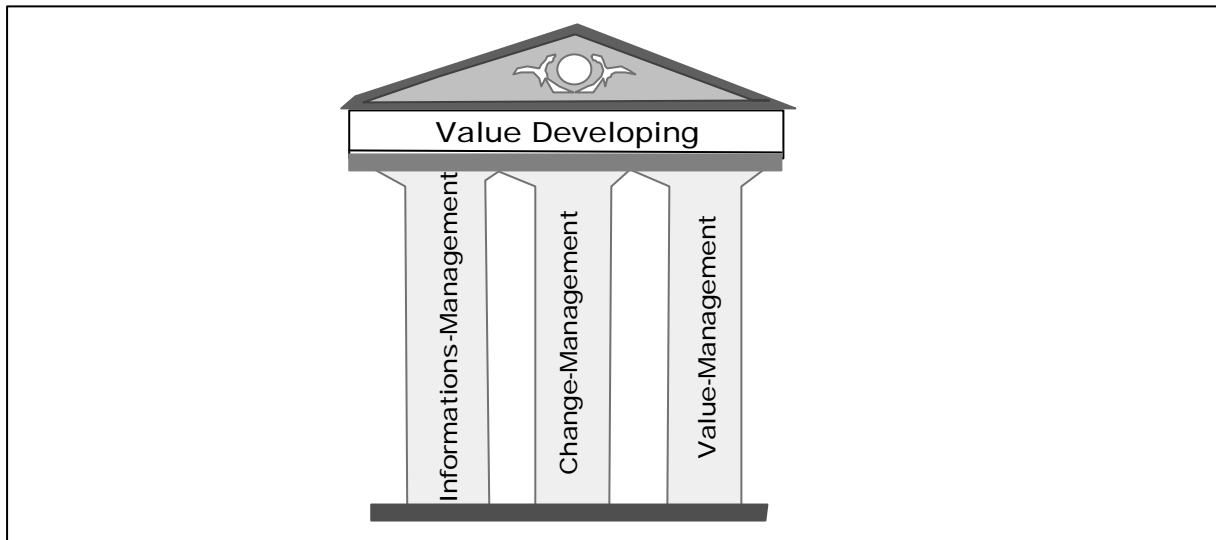 Value Developing
Informations-Management
Change-Management
Value-Management